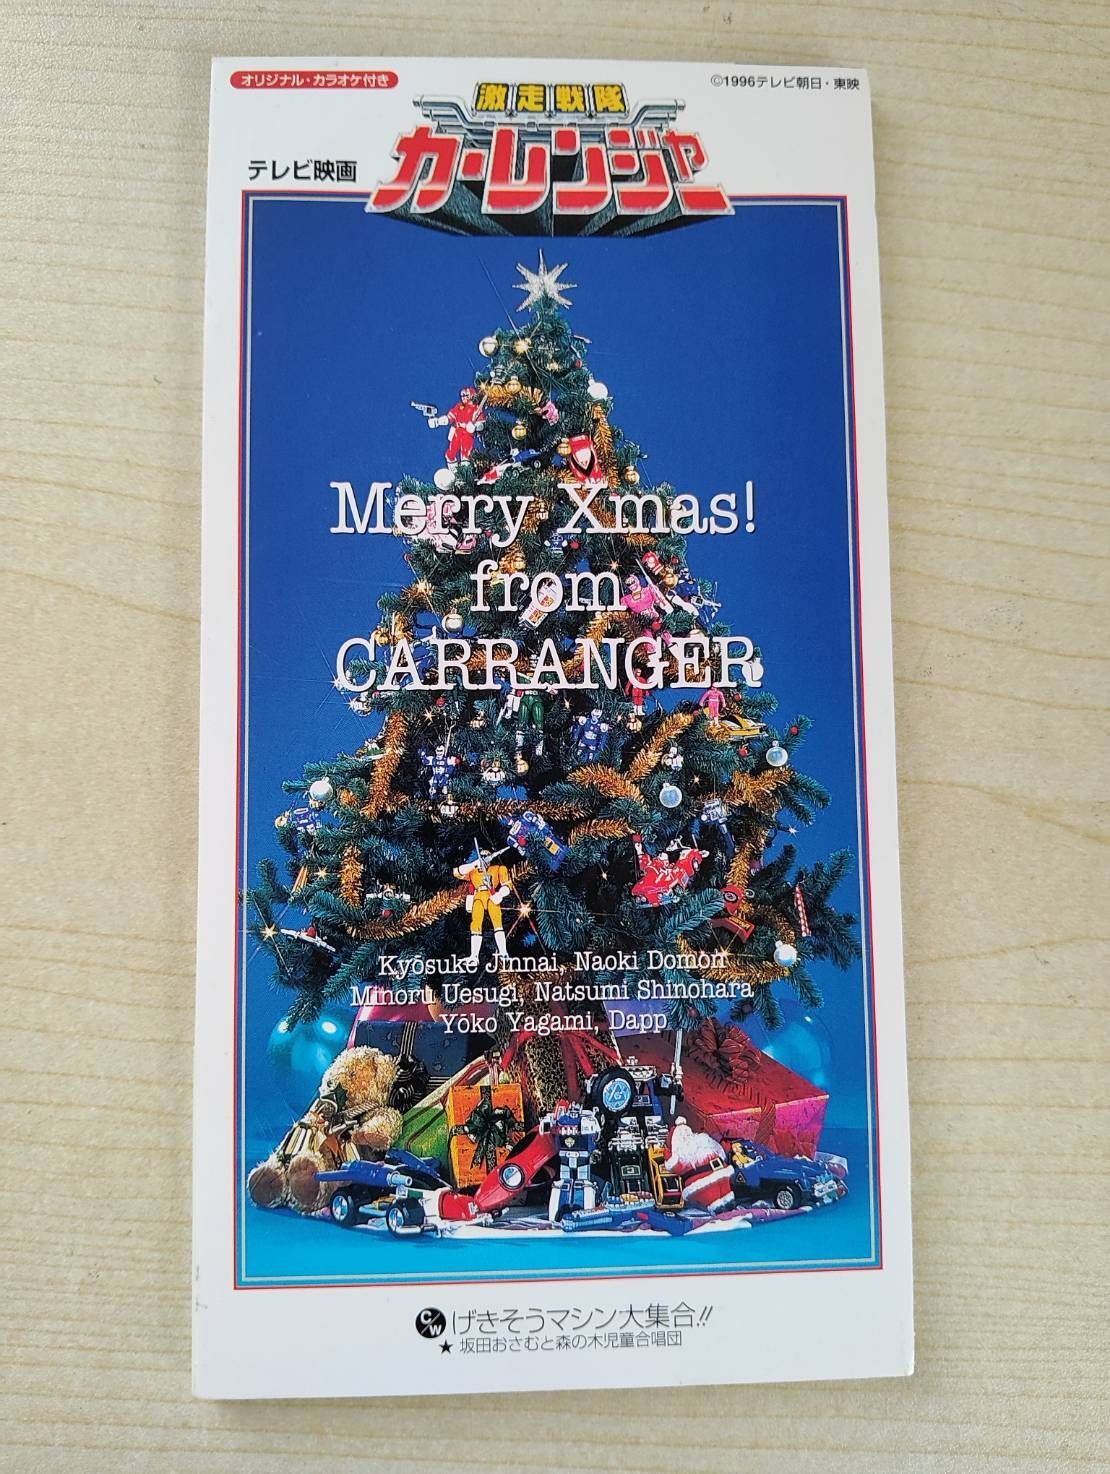 オリジナル・カラオケ付き
©1996テレビ朝日・東映
激走戦隊
テレビ映画
カーレンジャー
Merry Xmas!
from
CARRANGER
Kyōsuke Jinnai, Naoki Domon
Minoru Uesugi, Natsumi Shinohara
Yōko Yagami, Dapp
C/W げきそうマシン大集合!!
★ 坂田おさむと森の木児童合唱団